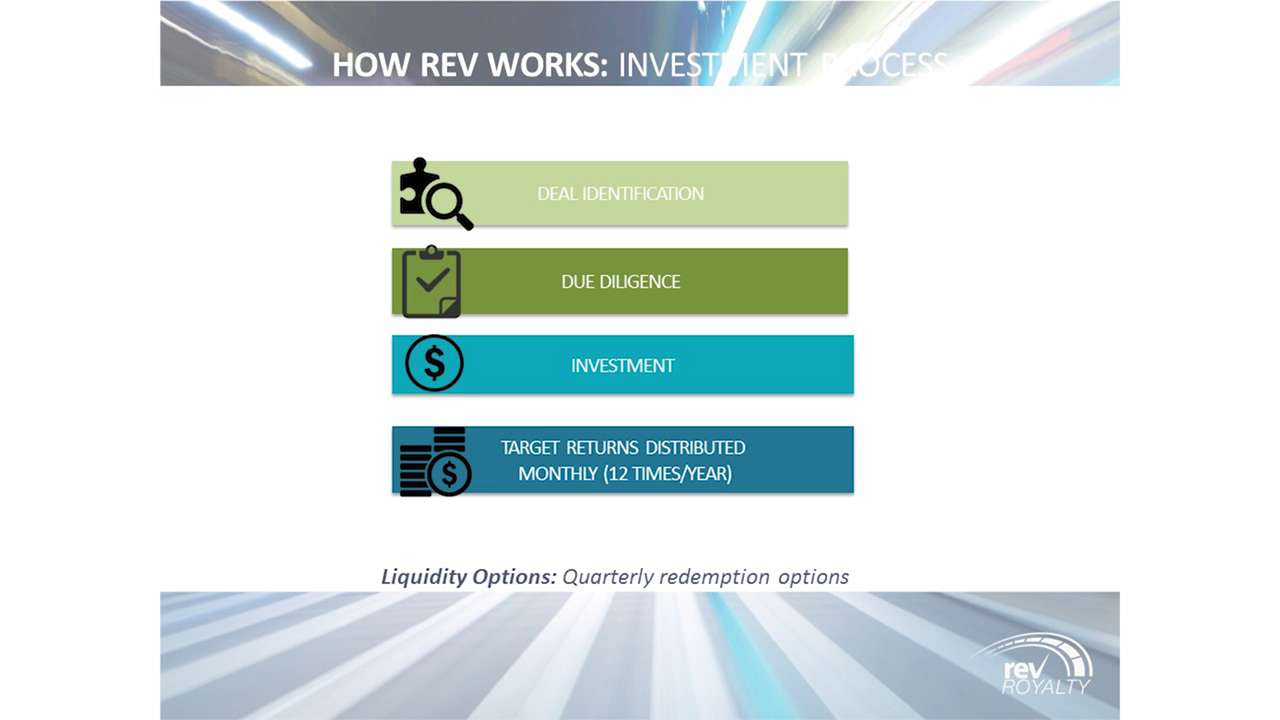 HOW REV WORKS: INVESTMENT PROCESS
DEAL IDENTIFICATION
DUE DILIGENCE
$
INVESTMENT
TARGET RETURNS DISTRIBUTED
$
MONTHLY (12 TIMES/YEAR)
Liquidity Options: Quarterly redemption options
rev
ROYALTY